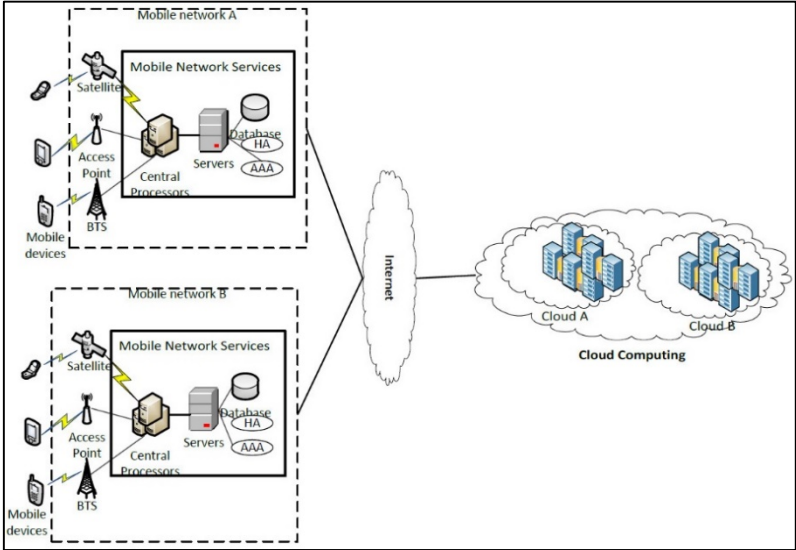 Mobile network A
Mobile Network Services
Satellite
Database
HA
Access
Point
Servers
AAA
Central
Processors
BTS
Mobile
devices
Mobile network B
Mobile Network Services
Satellite
Database
HA
Access
Point
Servers
AAA
Central
Processors
BTS
Mobile
devices
Internet
Cloud A
Cloud B
Cloud Computing